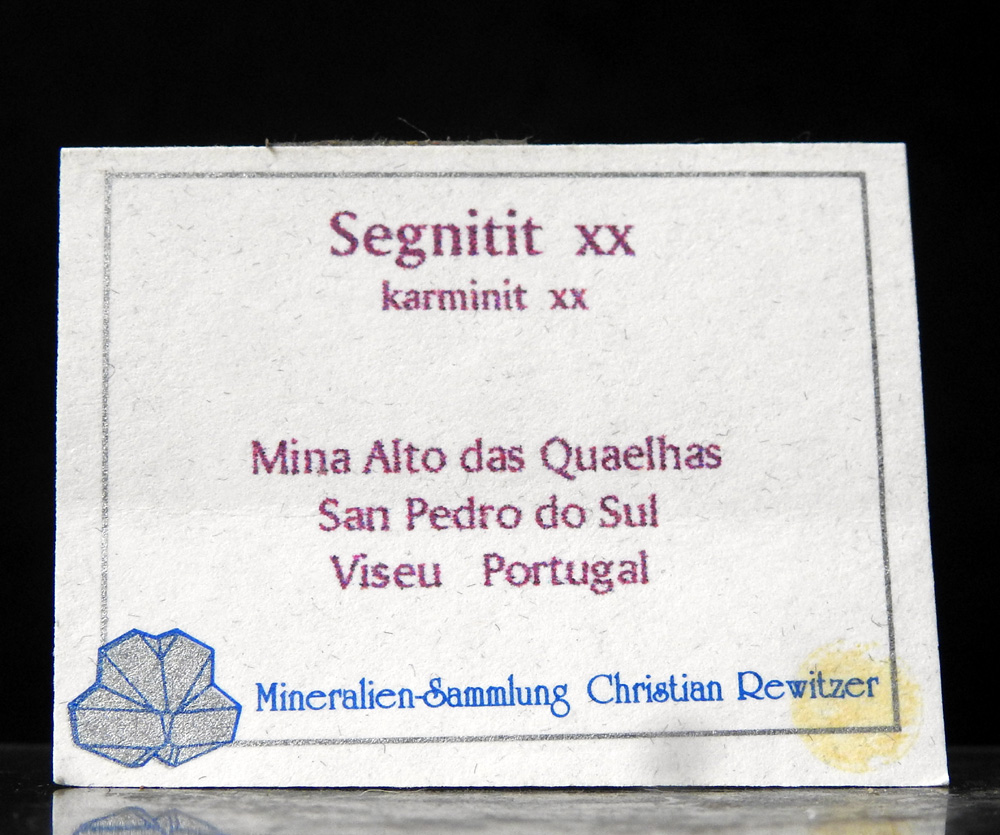 Segnitit xx
karminit xx
Mina Alto das Quaelhas
San Pedro do Sul
Viseu Portugal
Mineralien-Sammlung Christian Rewitzer